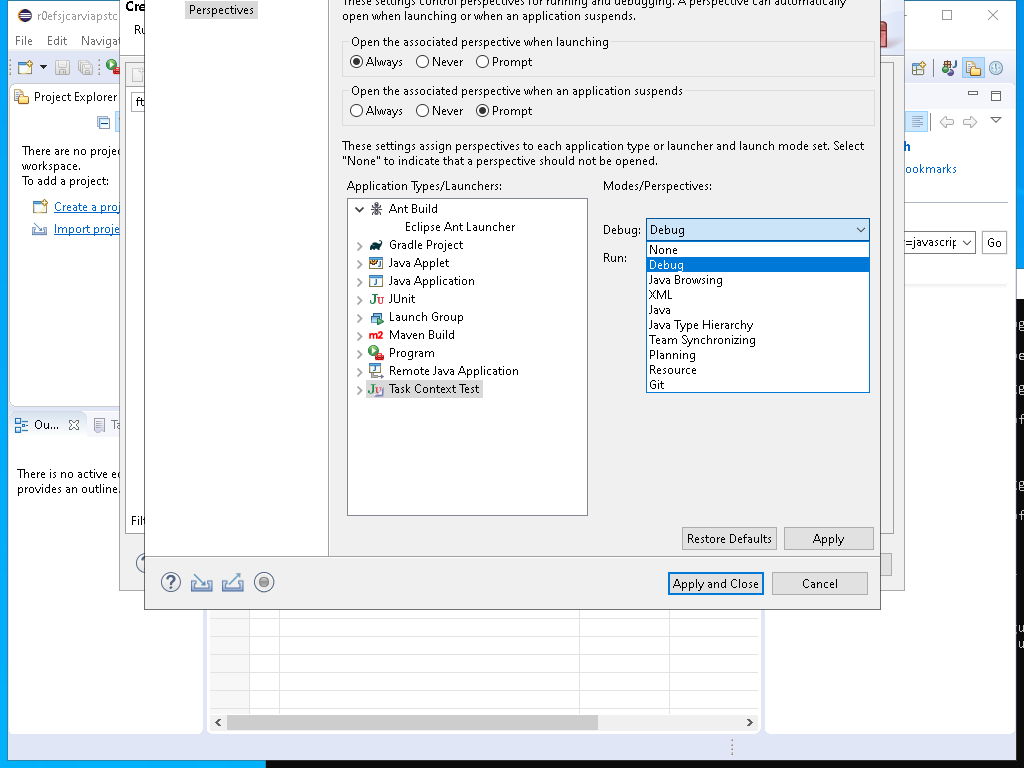 r0efsjcarviapstc
File Edit Navigat
Project Explorer
There are no proje
workspace.
To add a project:
Create a proj
Import proje
Ou...
Ta
There is no active ed
provides an outline.
Cre
Ru
Filt
Perspectives
These settings control perspectives for running and debugging. A perspective can automatically
open when launching or when an application suspends.
Open the associated perspective when launching
Always Never Prompt
Open the associated perspective when an application suspends
Always Never Prompt
These settings assign perspectives to each application type or launcher and launch mode set. Select
"None" to indicate that a perspective should not be opened.
Application Types/Launchers:
Ant Build
Eclipse Ant Launcher
Gradle Project
Java Applet
Java Application
JUnit
Launch Group
Maven Build
Program
Remote Java Application
Task Context Test
Modes/Perspectives:
Debug: Debug
Run:
None
Debug
Java Browsing
XML
Java
Java Type Hierarchy
Team Synchronizing
Planning
Resource
Git
Restore Defaults Apply
Apply and Close Cancel
ookmarks
=javascrip Go